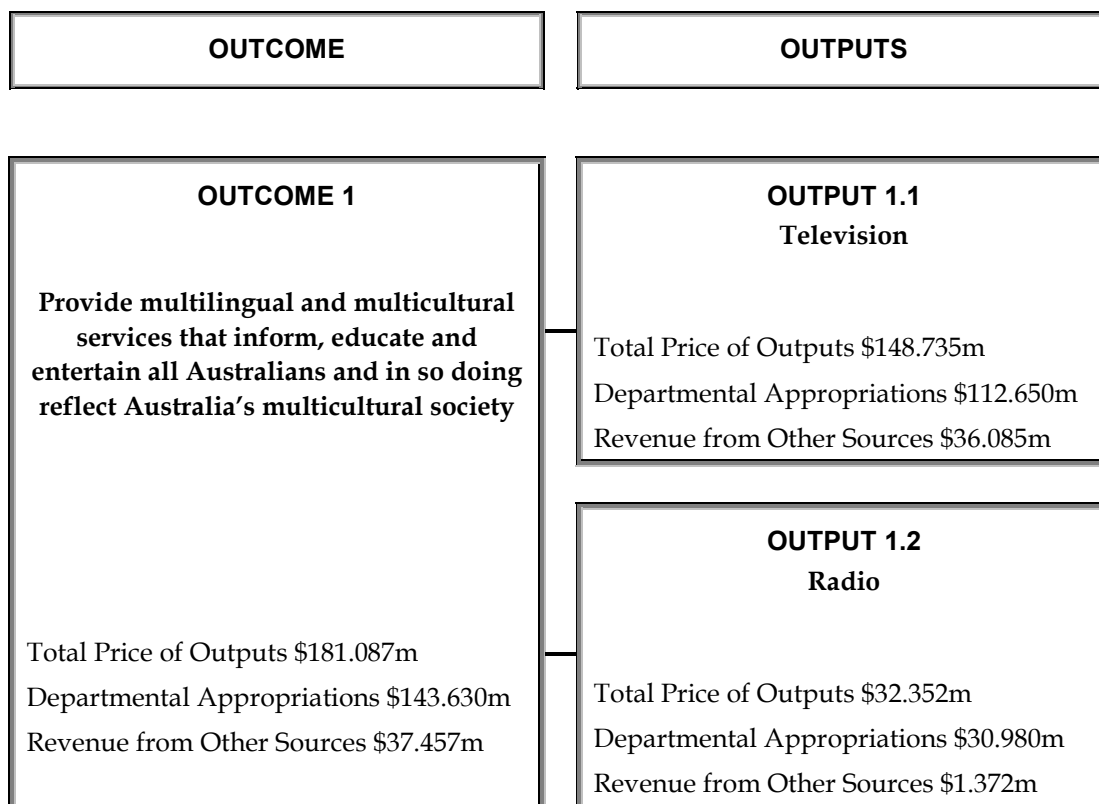 OUTCOME
OUTPUTS
OUTCOME 1
Provide multilingual and multicultural
services that inform, educate and
entertain all Australians and in so doing
reflect Australia’s multicultural society
Total Price of Outputs $181.087m
Departmental Appropriations $143.630m
Revenue from Other Sources $37.457m
OUTPUT 1.1
Television
Total Price of Outputs $148.735m
Departmental Appropriations $112.650m
Revenue from Other Sources $36.085m
OUTPUT 1.2
Radio
Total Price of Outputs $32.352m
Departmental Appropriations $30.980m
Revenue from Other Sources $1.372m